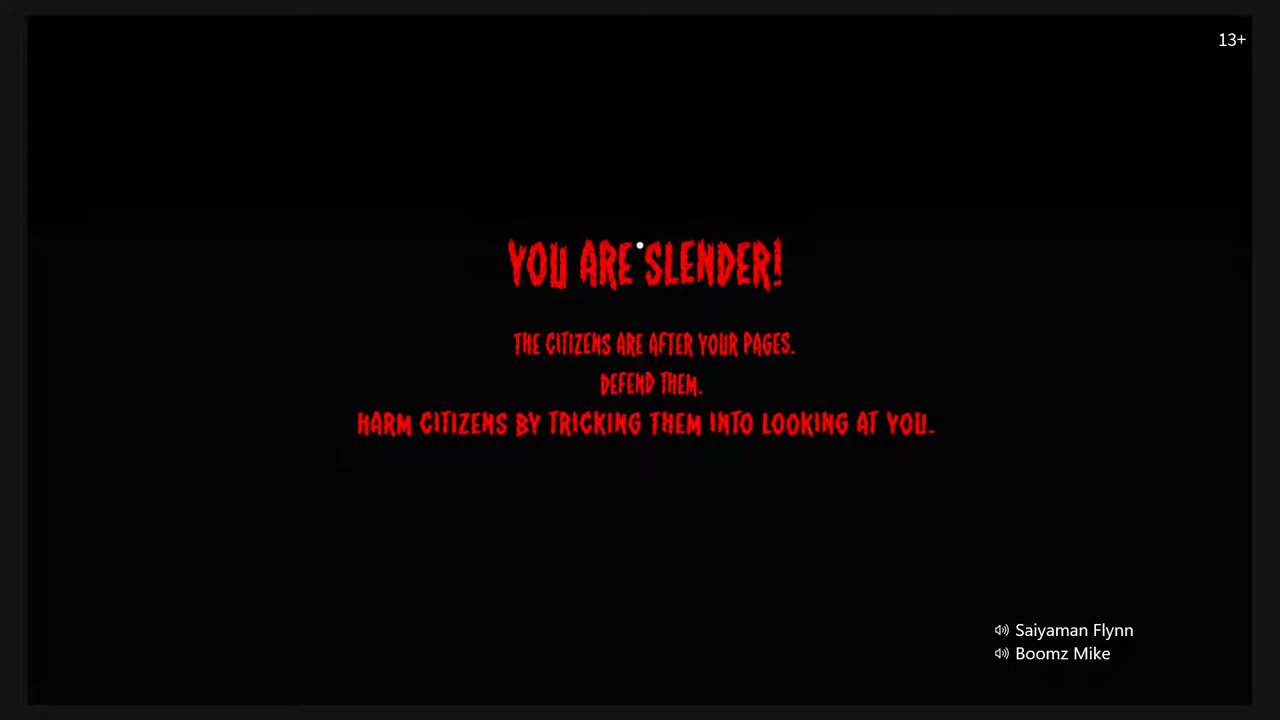 13+
YOU ARE SLENDER!
THE CITIZENS ARE AFTER YOUR PAGES.
DEFEND THEM.
HARM CITIZENS BY TRICKING THEM INTO LOOKING AT YOU.
Saiyaman Flynn
Boomz Mike